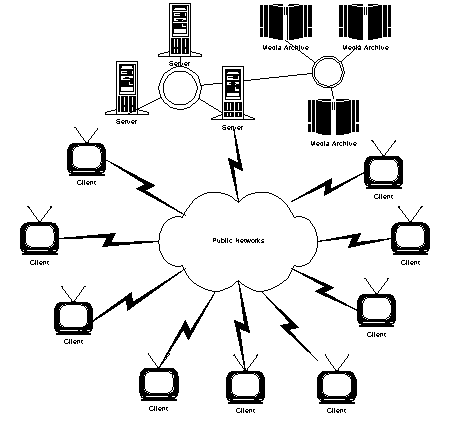 Media Archive
Media Archive
Server
Server
Server
Media Archive
Client
Client
Public Networks
Client
Client
Client
Client
Client
Client
Client
Client